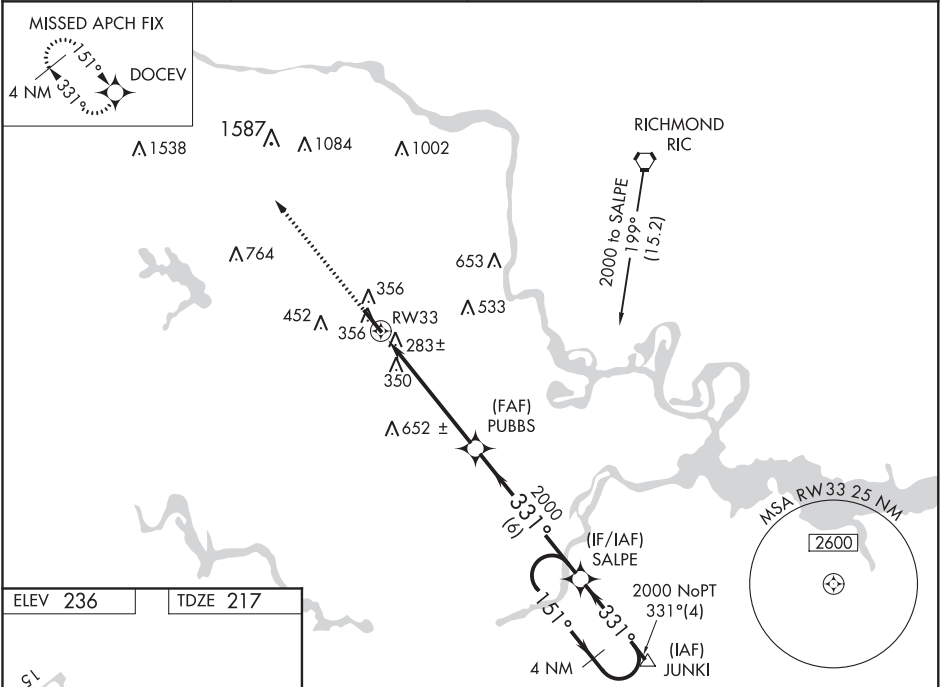 MISSED APCH FIX
151°
DOCEV
4 NM
331°
1538
1587
1084
1002
RICHMOND
RIC
2000 to SALPE
199°
(15.2)
764
653
356
533
452
356
RW33
283±
350
652 ±
(FAF)
PUBBS
2000
331°
(6)
(IF/IAF)
SALPE
MSA RW33 25 NM
2600
2000 NoPT
331°(4)
151°
331°
4 NM
(IAF)
JUNKI
ELEV 236
TDZE 217
15